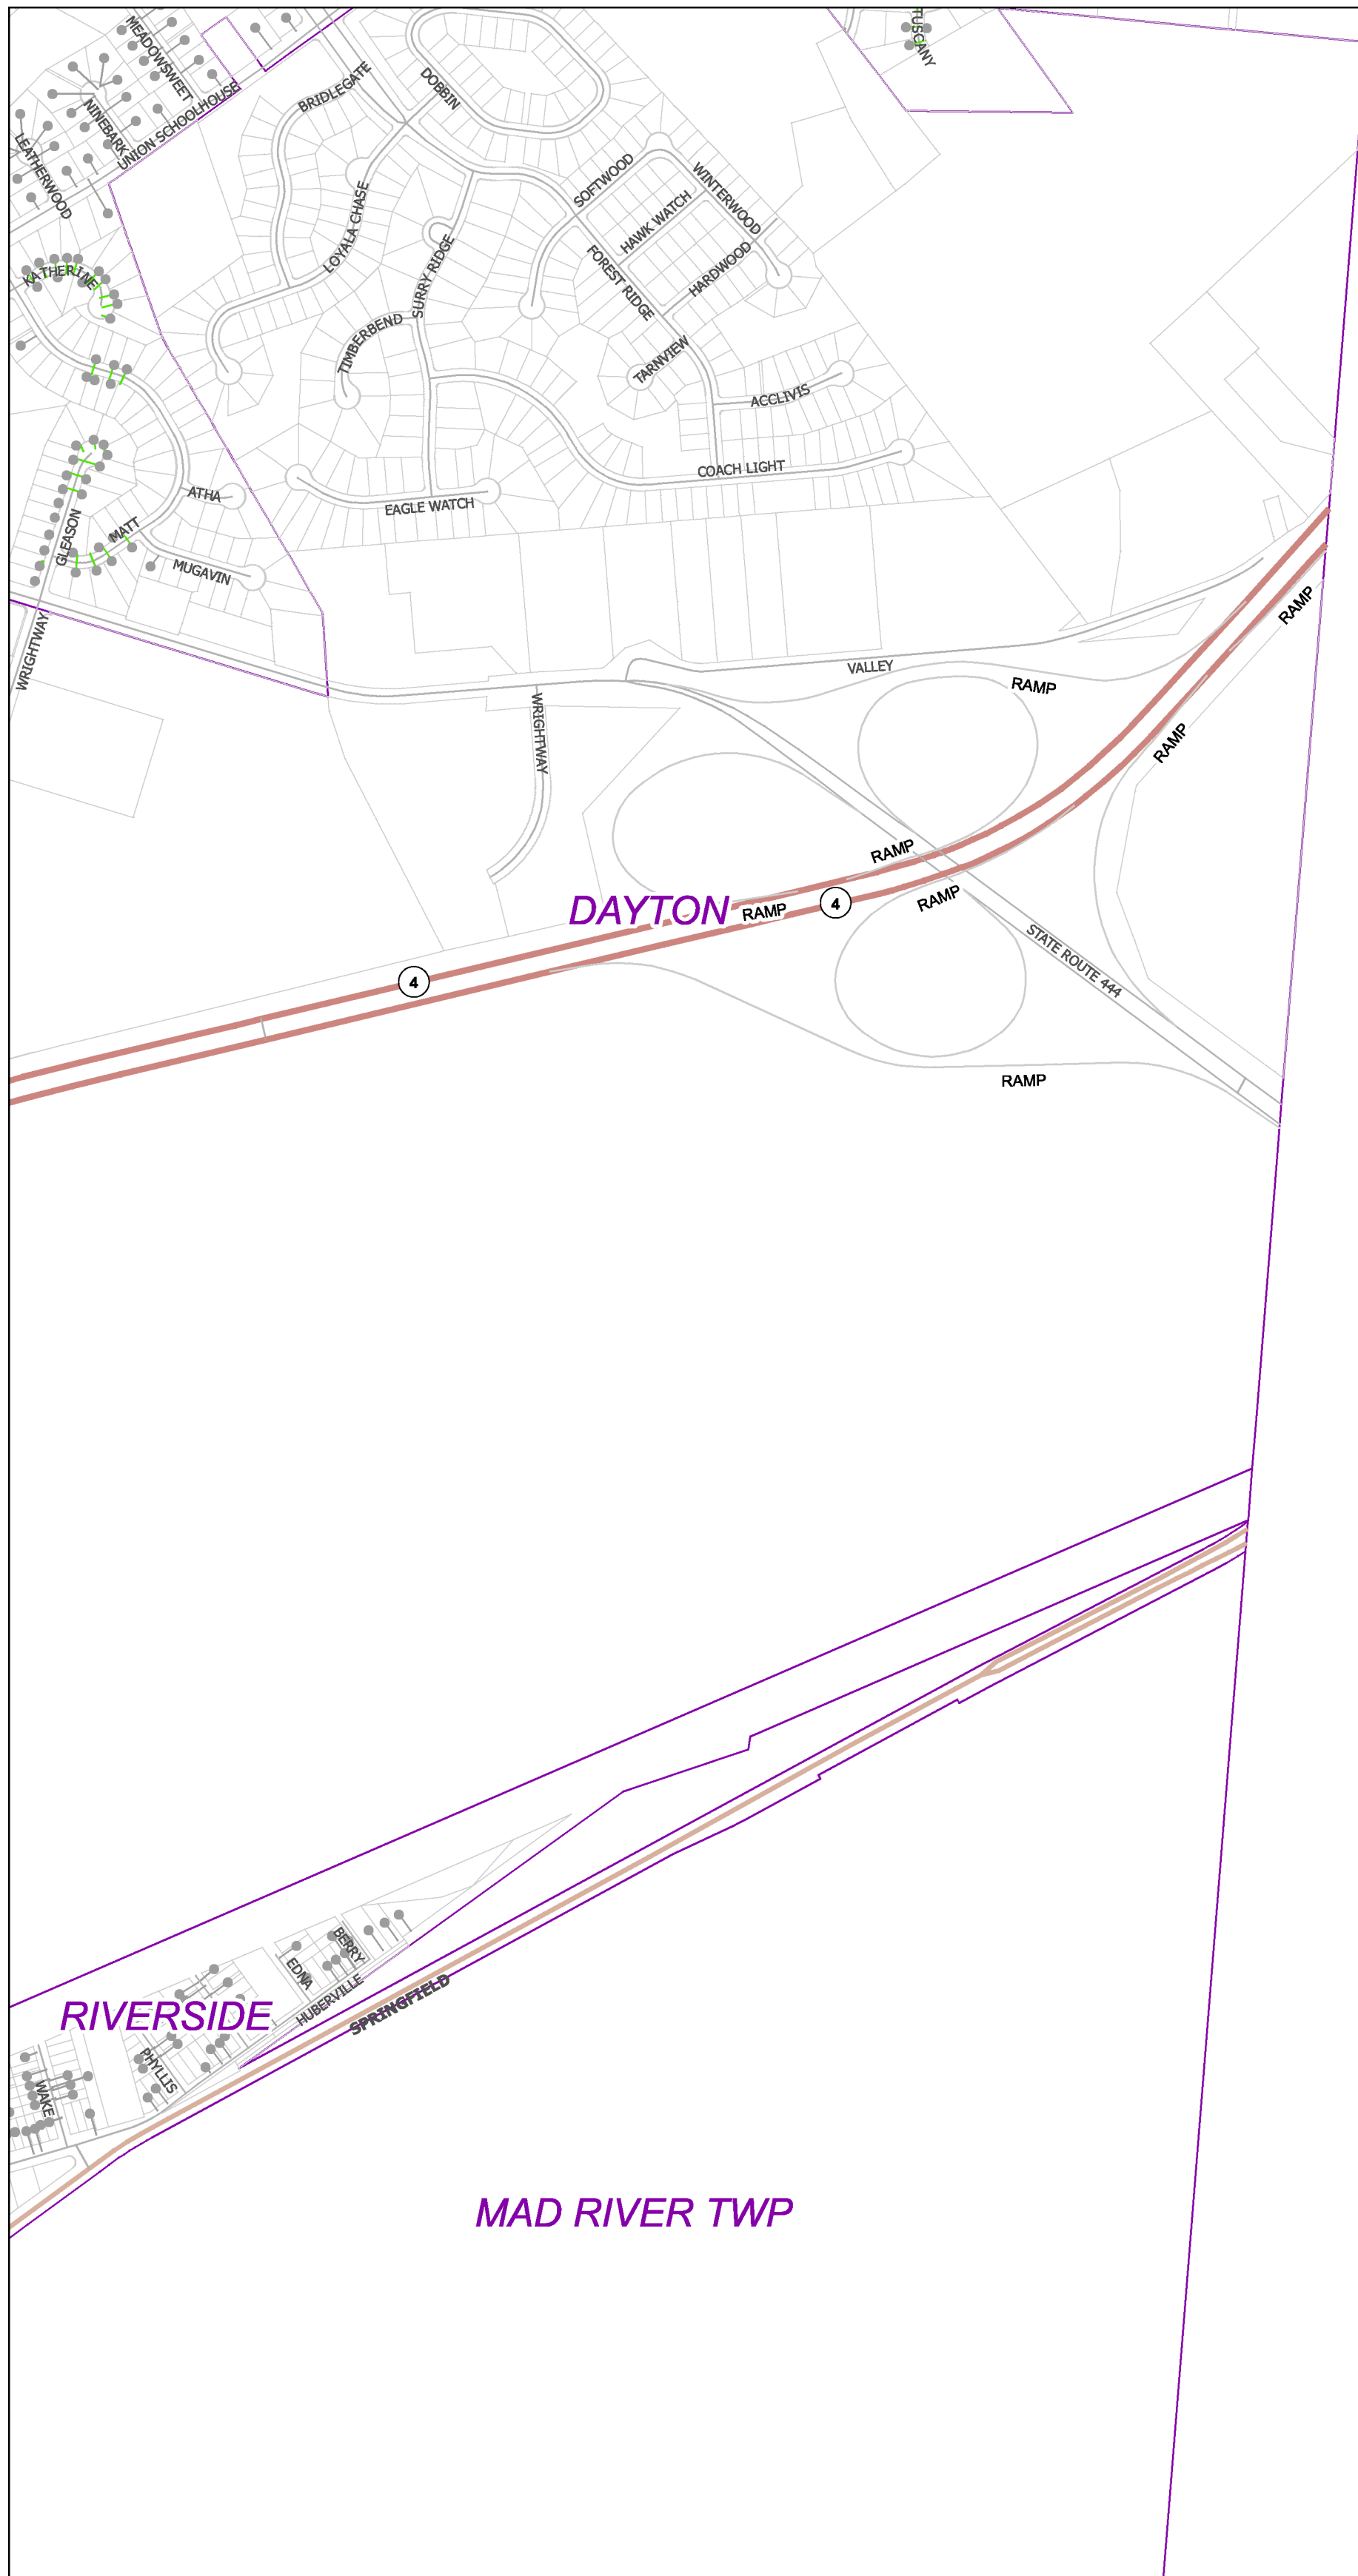 MEADOWSWEET
TUSCANY
NINEBARK
UNION SCHOOLHOUSE
LEATHERWOOD
BRIDLEGATE
DOBBIN
SOFTWOOD
WINTERWOOD
HAWK WATCH
LOYALA CHASE
SURRY RIDGE
FOREST RIDGE
HARDWOOD
KATHERINE
TIMBERBEND
TARNVIEW
ACCLIVIS
COACH LIGHT
ATHA
EAGLE WATCH
GLEASON
MATT
MUGAVIN
RAMP
WRIGHTWAY
VALLEY
RAMP
WRIGHTWAY
RAMP
RAMP
DAYTON
RAMP
4
RAMP
STATE ROUTE 444
4
RAMP
BERRY
EDNA
HUBERVILLE
SPRINGFIELD
RIVERSIDE
PHYLLIS
WAKE
MAD RIVER TWP